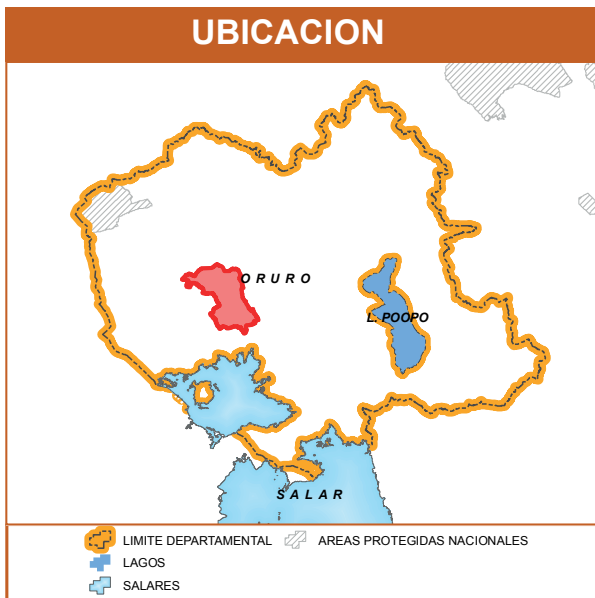 UBICACION
ORURO
L. POOPO
SALAR
LIMITE DEPARTAMENTAL
AREAS PROTEGIDAS NACIONALES
LAGOS
SALARES